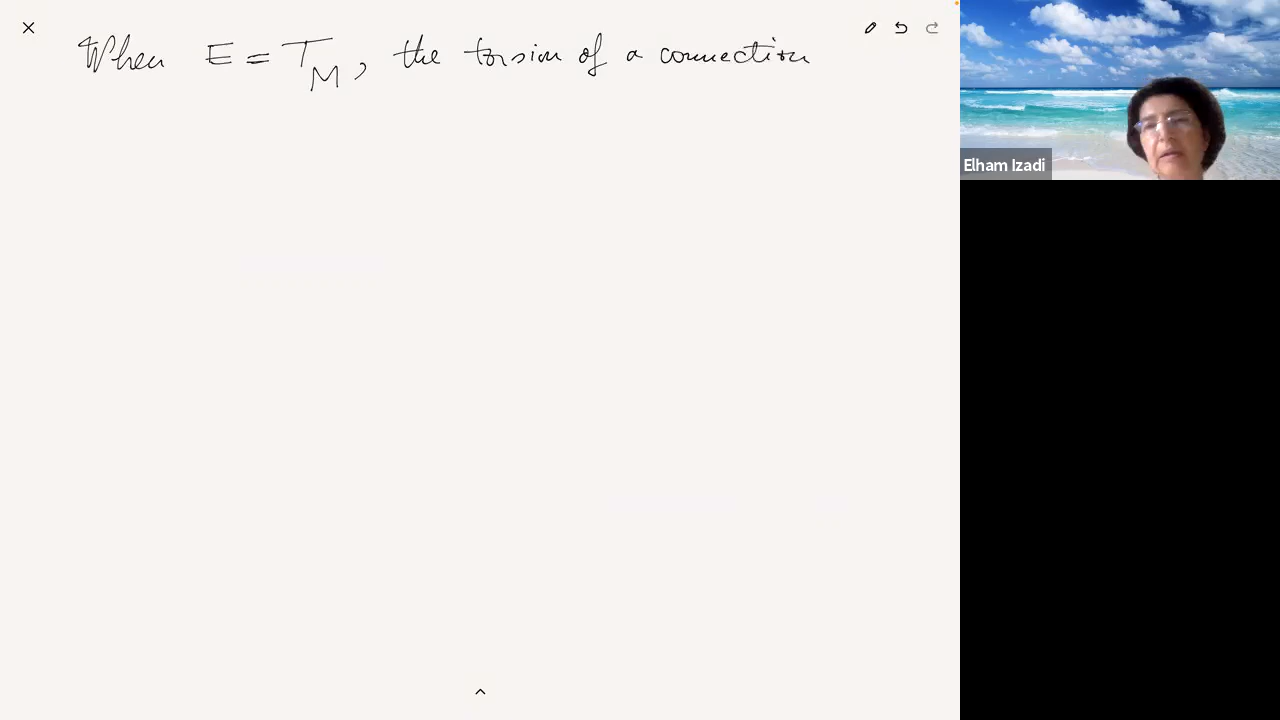 When E = T_M, the torsion of a connection
Elham Izadi